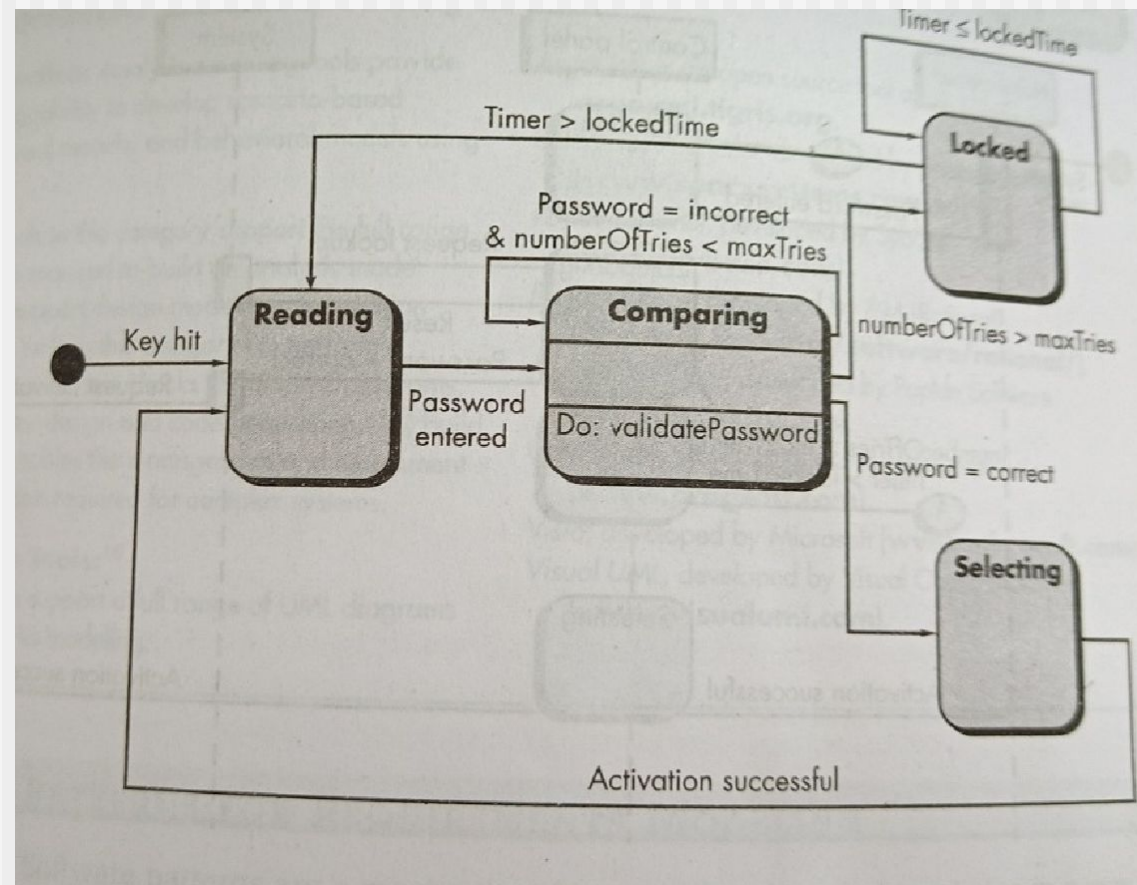 Timer ≤ lockedTime
Locked
Timer > lockedTime
Password = incorrect
& numberOfTries < maxTries
Reading
Comparing
Key hit
numberOfTries > maxTries
Password
entered
Do: validatePassword
Password = correct
Selecting
Activation successful